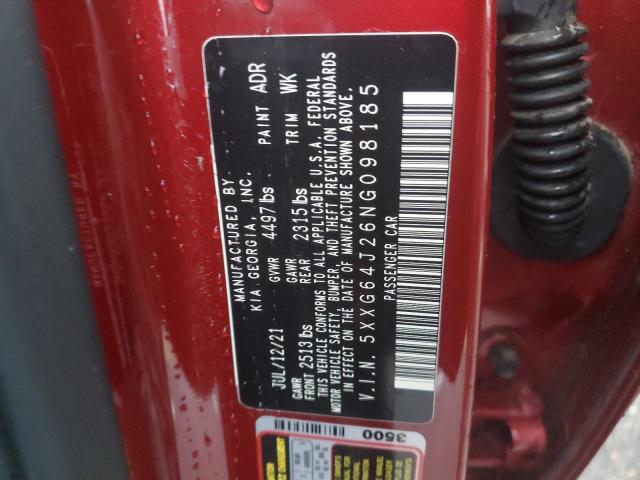 MANUFACTURED BY
KIA GEORGIA, INC.
PAINT ADR
JUL/12/21 GVWR 4497 lbs TRIM WK
GAWR FRONT 2513 lbs GAWR REAR 2315 lbs
THIS VEHICLE CONFORMS TO ALL APPLICABLE U.S.A. FEDERAL
MOTOR VEHICLE SAFETY, BUMPER, AND THEFT PREVENTION STANDARDS
IN EFFECT ON THE DATE OF MANUFACTURE SHOWN ABOVE.
V.I.N. 5XXG64J26NG098185
PASSENGER CAR
3500